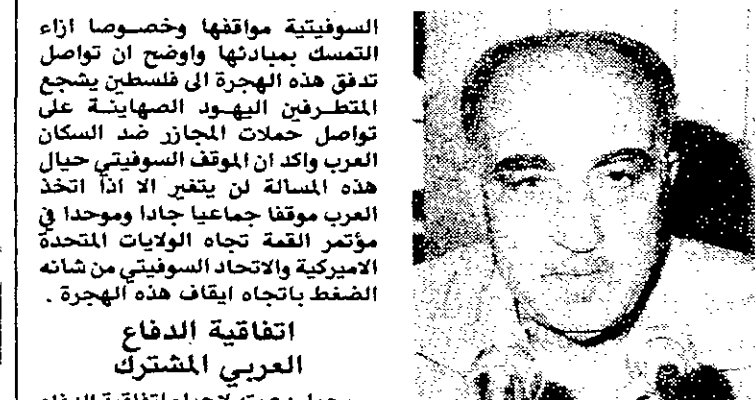 السوفيتية مواقفها وخصوصا ازاء
التمسك بمبادئها واوضح ان تواصل
تدفق هذه الهجرة الى فلسطين يشجع
المتطرفين اليهود الصهاينة على
تواصل حملات المجازر ضد السكان
العرب واكد ان الموقف السوفيتي حيال
هذه المسالة لن يتغير الا اذا اتخذ
العرب موقفا جماعيا جادا وموحدا في
مؤتمر القمة تجاه الولايات المتحدة
الاميركية والاتحاد السوفيتي من شانه
الضغط باتجاه ايقاف هذه الهجرة .
اتفاقية الدفاع
العربي المشترك
اتفاقية الدفاع